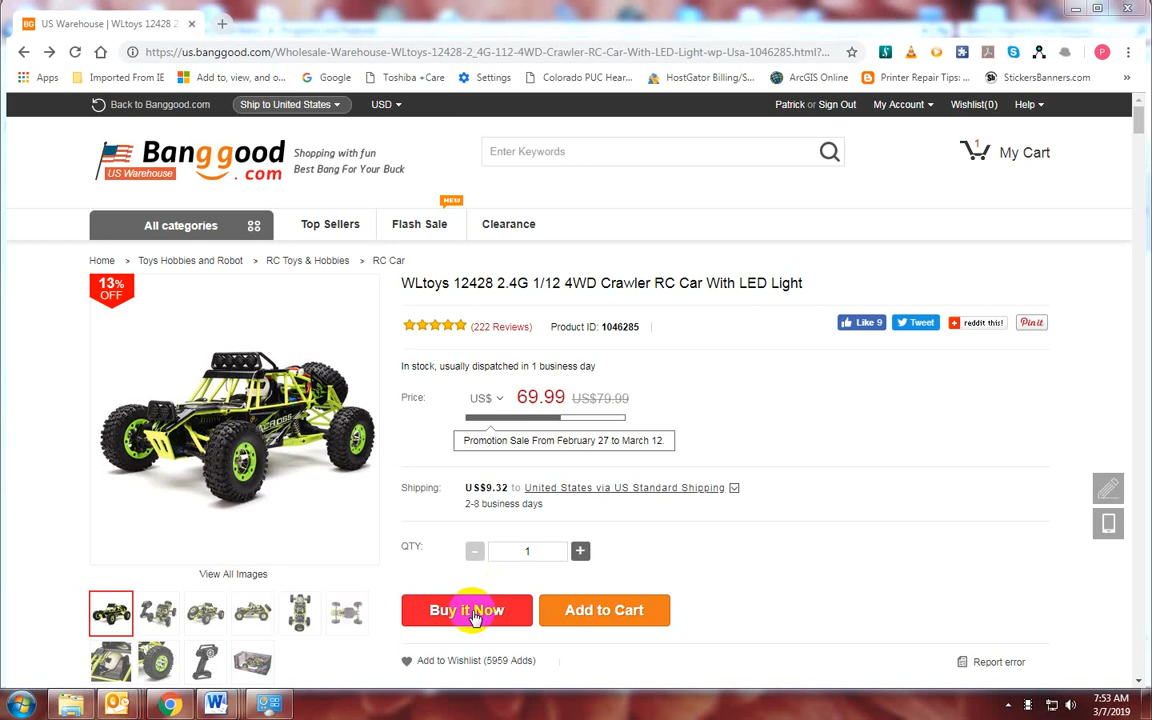 US Warehouse | WLtoys 12428 2
https://us.banggood.com/Wholesale-Warehouse-WLtoys-12428-2_4G-112-4WD-Crawler-RC-Car-With-LED-Light-wp-Usa-1046285.html?...
Apps Imported From IE Add to, view, and o... Google Toshiba +Care Settings Colorado PUC Hear... HostGator Billing/S... ArcGIS Online Printer Repair Tips:... StickersBanners.com »
Back to Banggood.com Ship to United States USD Patrick or Sign Out My Account Wishlist(0) Help
Banggood.com
US Warehouse
Shopping with fun
Best Bang For Your Buck
Enter Keywords
1
My Cart
NEW
All categories Top Sellers Flash Sale Clearance
Home > Toys Hobbies and Robot > RC Toys & Hobbies > RC Car
13%
OFF
WLtoys 12428 2.4G 1/12 4WD Crawler RC Car With LED Light
(222 Reviews) Product ID: 1046285
Like 9 Tweet reddit this! Pin it
In stock, usually dispatched in 1 business day
Price: US$ 69.99 US$79.99
Promotion Sale From February 27 to March 12.
Shipping: US$9.32 to United States via US Standard Shipping
2-8 business days
QTY: - 1 +
View All Images
Buy it Now Add to Cart
Add to Wishlist (5959 Adds) Report error
7:53 AM
3/7/2019